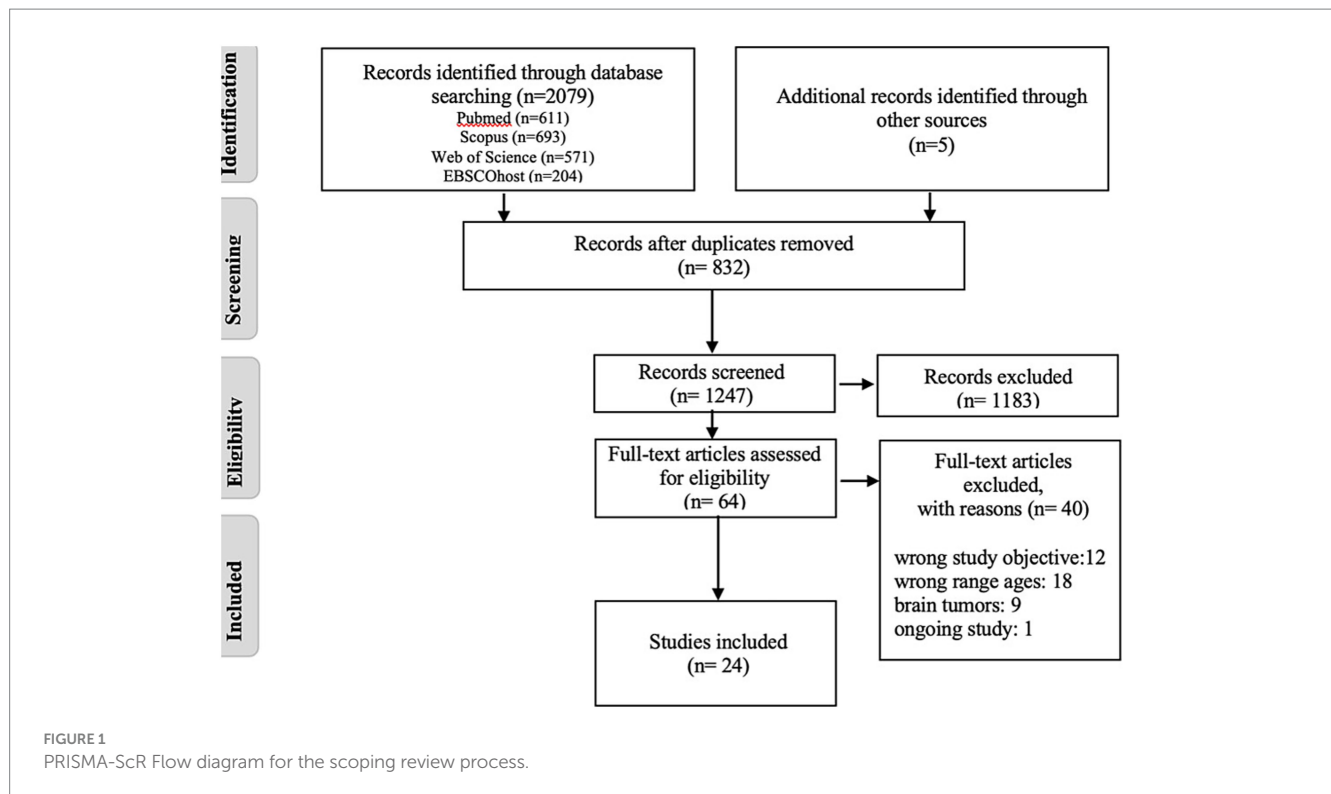 Identification
Records identified through database
searching (n=2079)
Pubmed (n=611)
Scopus (n=693)
Web of Science (n=571)
EBSCOhost (n=204)
Additional records identified through
other sources
(n=5)
Screening
Records after duplicates removed
(n= 832)
Eligibility
Records screened
(n= 1247)
Records excluded
(n= 1183)
Full-text articles assessed
for eligibility
(n= 64)
Full-text articles
excluded,
with reasons (n= 40)
wrong study objective:12
wrong range ages: 18
brain tumors: 9
ongoing study: 1
Included
Studies included
(n= 24)
FIGURE 1
PRISMA-ScR Flow diagram for the scoping review process.